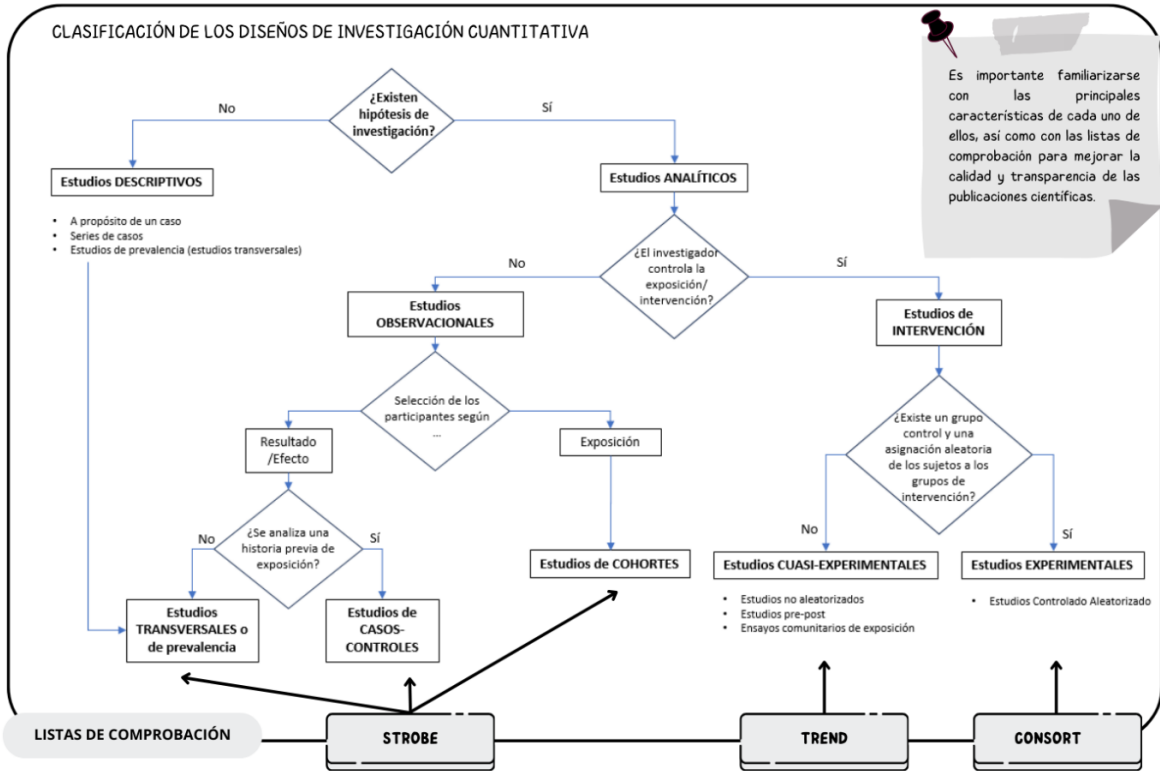 CLASIFICACIÓN DE LOS DISEÑOS DE INVESTIGACIÓN CUANTITATIVA
Es importante familiarizarse
con las principales
características de cada uno de
ellos, así como con las listas de
comprobación para mejorar la
calidad y transparencia de las
publicaciones científicas.
¿Existen
hipótesis de
investigación?
No
Sí
Estudios DESCRIPTIVOS
• A propósito de un caso
• Series de casos
• Estudios de prevalencia (estudios transversales)
Estudios ANALÍTICOS
¿El investigador
controla la
exposición/
intervención?
No
Sí
Estudios
OBSERVACIONALES
Estudios de
INTERVENCIÓN
Selección de los
participantes según
...
Resultado
/Efecto
Exposición
¿Existe un grupo
control y una
asignación aleatoria
de los sujetos a los
grupos de
intervención?
¿Se analiza una
historia previa de
exposición?
No
Sí
No
Sí
Estudios
TRANSVERSALES o
de prevalencia
Estudios de
CASOS-
CONTROLES
Estudios de COHORTES
Estudios CUASI-EXPERIMENTALES
• Estudios no aleatorizados
• Estudios pre-post
• Ensayos comunitarios de exposición
Estudios EXPERIMENTALES
• Estudios Controlado Aleatorizado
LISTAS DE COMPROBACIÓN
STROBE
TREND
CONSORT